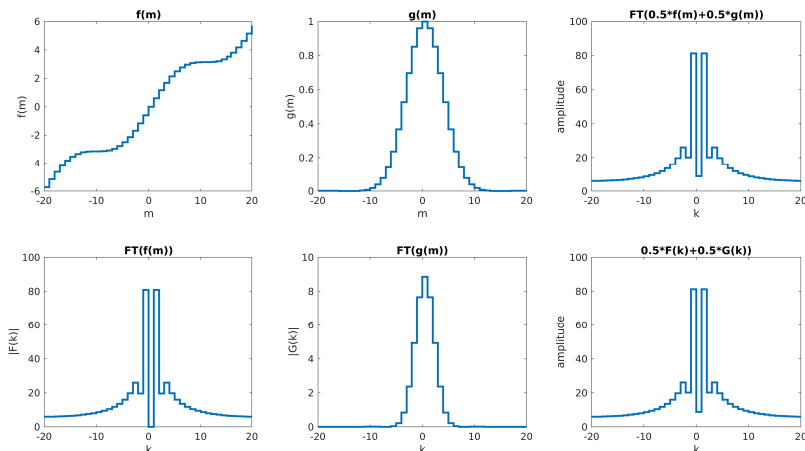 f(m)
f(m)
6
4
2
0
-2
-4
-6
-20 -10 0 10 20
m
g(m)
g(m)
1
0.8
0.6
0.4
0.2
0
-20 -10 0 10 20
m
FT(0.5*f(m)+0.5*g(m))
amplitude
100
80
60
40
20
0
-20 -10 0 10 20
k
FT(f(m))
|F(k)|
100
80
60
40
20
0
-20 -10 0 10 20
k
FT(g(m))
|G(k)|
10
8
6
4
2
0
-20 -10 0 10 20
k
0.5*F(k)+0.5*G(k))
amplitude
100
80
60
40
20
0
-20 -10 0 10 20
k